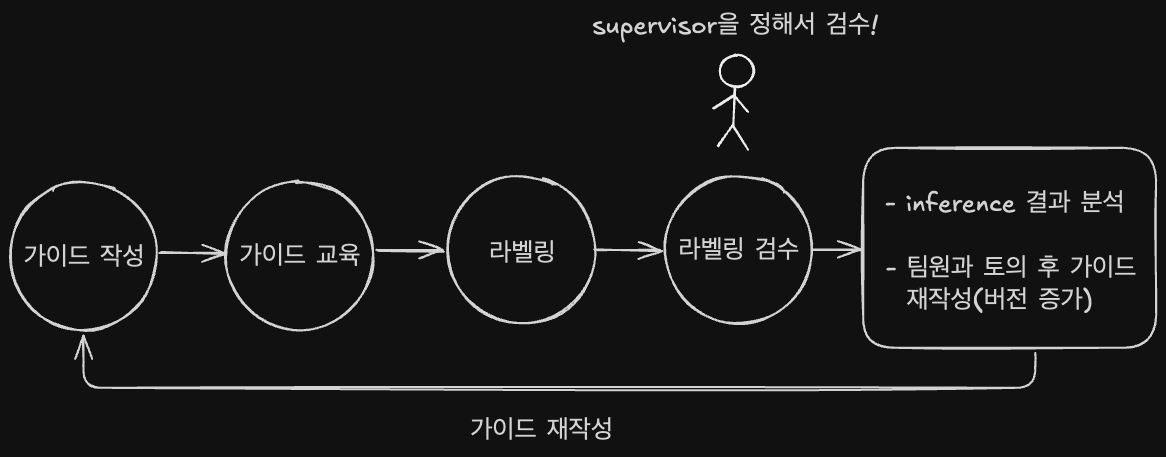 supervisor을 정해서 검수!
가이드 작성
가이드 교육
라벨링
라벨링 검수
- inference 결과 분석
- 팀원과 토의 후 가이드
재작성(버전 증가)
가이드 재작성